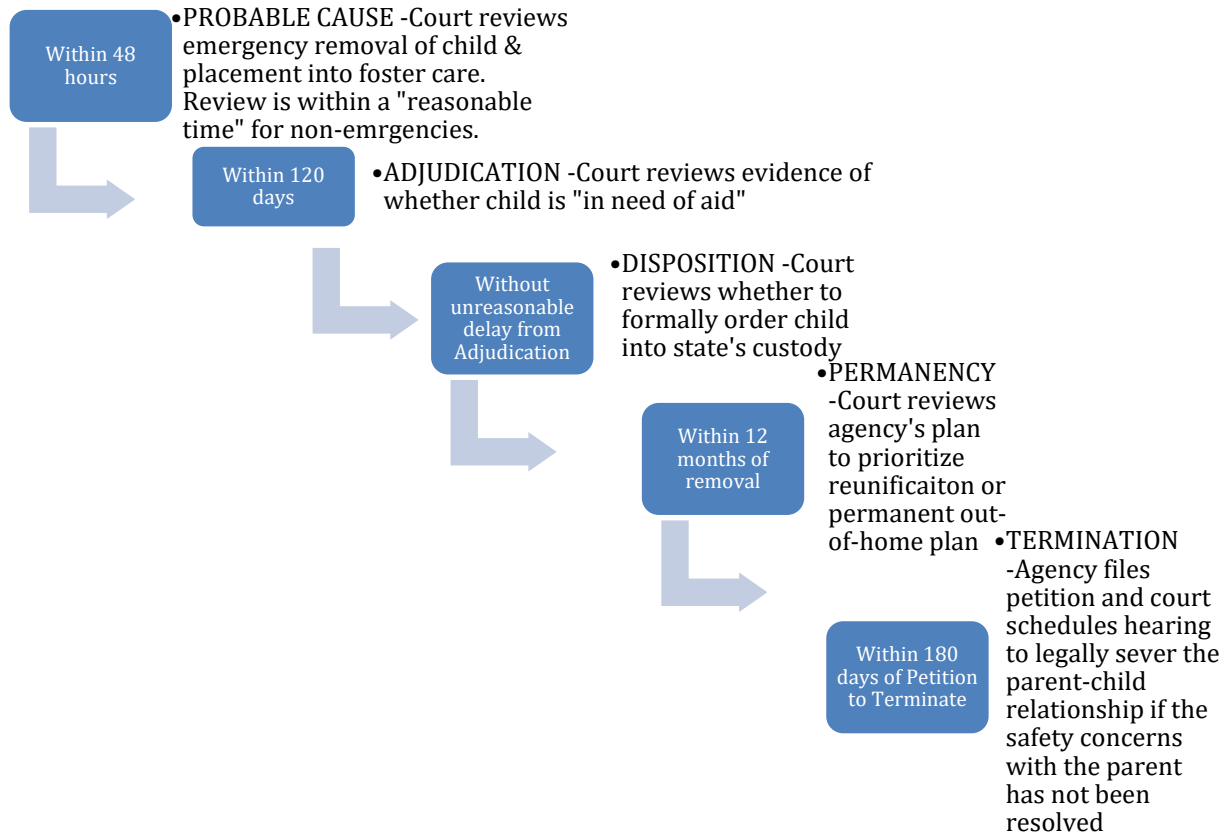 Within 48
hours
•PROBABLE CAUSE -Court reviews
emergency removal of child &
placement into foster care.
Review is within a "reasonable
time" for non-emrgencies.
Within 120
days
•ADJUDICATION -Court reviews evidence of
whether child is "in need of aid"
Without
unreasonable
delay from
Adjudication
•DISPOSITION -Court
reviews whether to
formally order child
into state's custody
Within 12
months of
removal
•PERMANENCY
-Court reviews
agency's plan
to prioritize
reunificaiton or
permanent out-
of-home plan
Within 180
days of Petition
to Terminate
•TERMINATION
-Agency files
petition and court
schedules hearing
to legally sever the
parent-child
relationship if the
safety concerns
with the parent
has not been
resolved